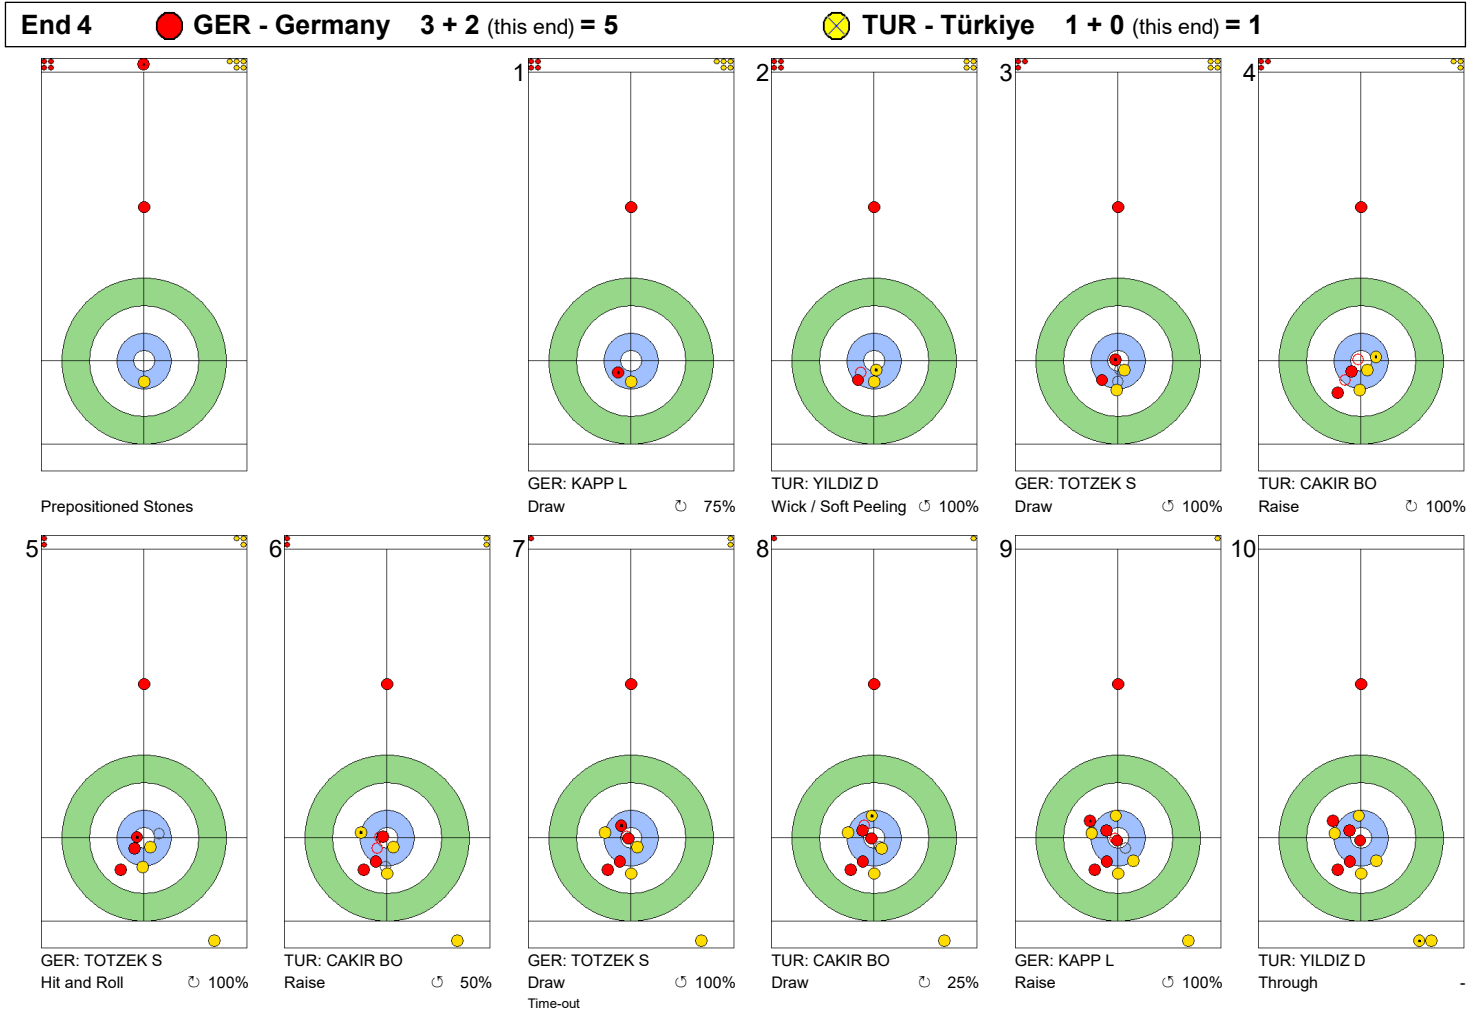 End 4 GER - Germany 3 + 2 (this end) = 5 TUR - Türkiye 1 + 0 (this end) = 1
1 2 3 4
Prepositioned Stones
GER: KAPP L
Draw ↻ 75%
TUR: YILDIZ D
Wick / Soft Peeling ↺ 100%
GER: TOTZEK S
Draw ↻ 100%
TUR: CAKIR BO
Raise ↻ 100%
5 6 7 8 9 10
GER: TOTZEK S
Hit and Roll ↻ 100%
TUR: CAKIR BO
Raise ↺ 50%
GER: TOTZEK S
Draw ↺ 100%
Time-out
TUR: CAKIR BO
Draw ↻ 25%
GER: KAPP L
Raise ↺ 100%
TUR: YILDIZ D
Through -